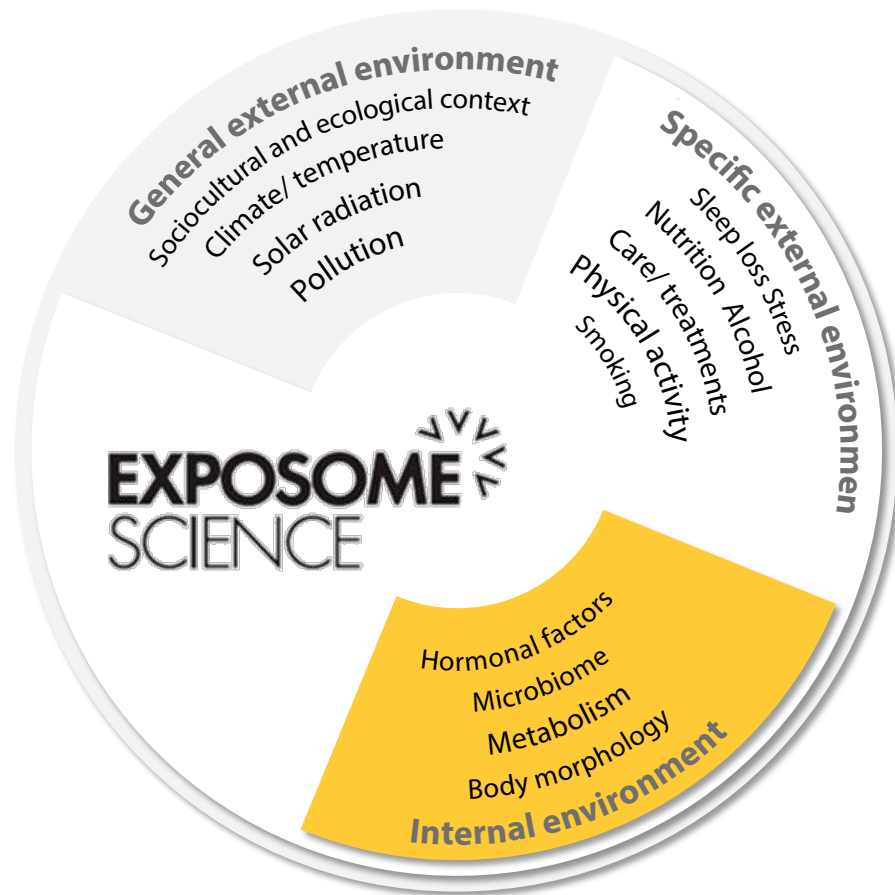 General external environment
Sociocultural and ecological context
Climate/ temperature
Solar radiation
Pollution
Specific external environmen
Sleep loss Stress
Nutrition Alcohol
Care/ treatments
Physical activity
Smoking
EXPOSOME
SCIENCE
Hormonal factors
Microbiome
Metabolism
Body morphology
Internal environment